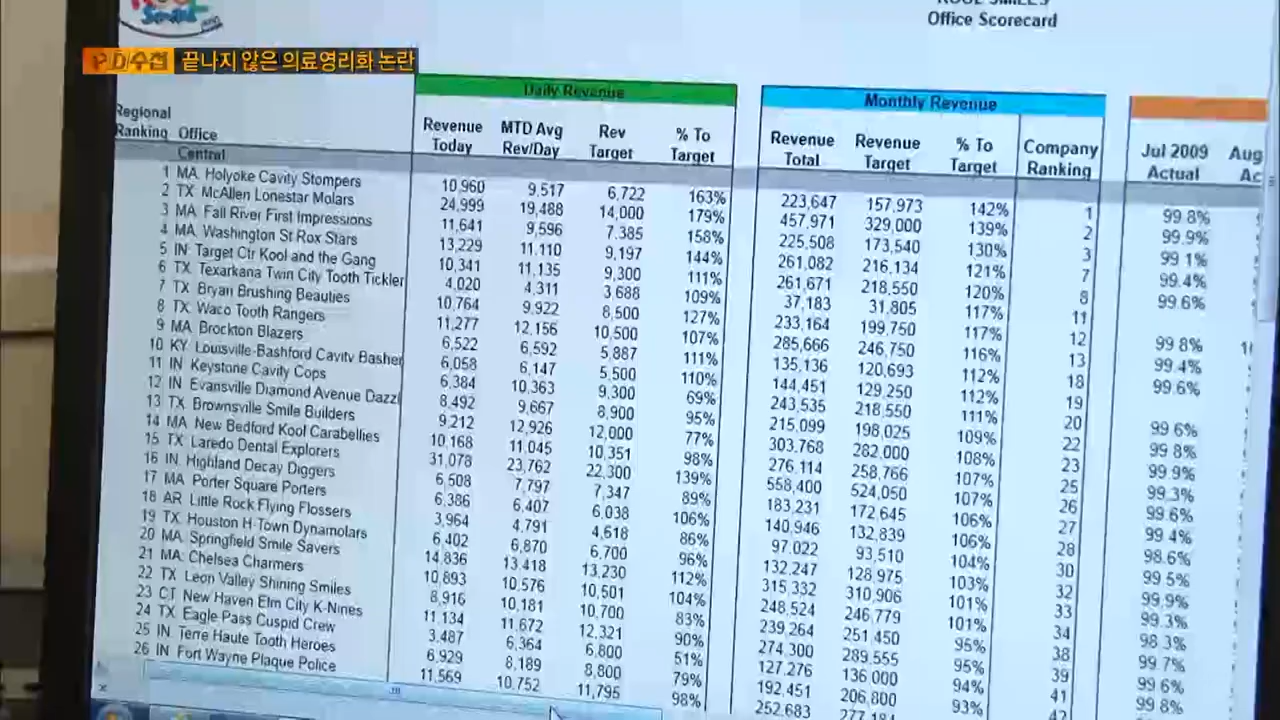 KOOL SMILES
Office Scorecard
PD수첩 끝나지 않은 의료영리화 논란
Daily Revenue Monthly Revenue
Regional Ranking Office Revenue Today MTD Avg Rev/Day Rev Target % To Target Revenue Total Revenue Target % To Target Company Ranking Jul 2009 Actual Aug Ac
Central
1 MA Holyoke Cavity Stompers 10,960 9,517 6,722 163% 223,647 157,973 142% 1 99.8%
2 TX McAllen Lonestar Molars 24,999 19,488 14,000 179% 457,971 329,000 139% 2 99.9%
3 MA Fall River First Impressions 11,641 9,596 7,385 158% 225,508 173,540 130% 3 99.1%
4 MA Washington St Rox Stars 13,229 11,110 9,197 144% 261,082 216,134 121% 7 99.4%
5 IN Target Ctr Kool and the Gang 10,341 11,135 9,300 111% 261,671 218,550 120% 8 99.6%
6 TX Texarkana Twin City Tooth Tickler 4,020 4,311 3,688 109% 37,183 31,805 117% 11
7 TX Bryan Brushing Beauties 10,764 9,922 8,500 127% 233,164 199,750 117% 12 99.8%
8 TX Waco Tooth Rangers 11,277 12,156 10,500 107% 285,666 246,750 116% 13 99.4%
9 MA Brockton Blazers 6,522 6,592 5,887 111% 135,136 120,693 112% 18 99.6%
10 KY Louisville-Bashford Cavity Basher 6,058 6,147 5,500 110% 144,451 129,250 112% 19
11 IN Keystone Cavity Cops 6,384 10,363 9,300 69% 243,535 218,550 111% 20 99.6%
12 IN Evansville Diamond Avenue Dazzl 8,492 9,667 8,900 95% 215,099 198,025 109% 22 99.8%
13 TX Brownsville Smile Builders 9,212 12,926 12,000 77% 303,768 282,000 108% 23 99.9%
14 MA New Bedford Kool Carabellies 10,168 11,045 10,351 98% 276,114 258,766 107% 25 99.3%
15 TX Laredo Dental Explorers 31,078 23,762 22,300 139% 558,400 524,050 107% 26 99.6%
16 IN Highland Decay Diggers 6,508 7,797 7,347 89% 183,231 172,645 106% 27 99.4%
17 MA Porter Square Porters 6,386 6,407 6,038 106% 140,946 132,839 106% 28 98.6%
18 AR Little Rock Flying Flossers 3,964 4,791 4,618 86% 97,022 93,510 104% 30 99.5%
19 TX Houston H-Town Dynamolars 6,402 6,870 6,700 96% 132,247 128,975 103% 32 99.9%
20 MA Springfield Smile Savers 14,836 13,418 13,230 112% 315,332 310,906 101% 33 99.3%
21 MA Chelsea Charmers 10,893 10,576 10,501 104% 248,524 246,779 101% 34 98.3%
22 TX Leon Valley Shining Smiles 8,916 10,181 10,700 83% 239,264 251,450 95% 38 99.7%
23 CT New Haven Elm City K-Nines 11,134 11,672 12,321 90% 274,300 289,555 95% 39 99.6%
24 TX Eagle Pass Cuspid Crew 3,487 6,364 6,800 51% 127,276 136,000 94% 41 99.8%
25 IN Terre Haute Tooth Heroes 6,929 8,189 8,800 79% 192,451 206,800 93% 42
26 IN Fort Wayne Plaque Police 11,569 10,752 11,795 98% 252,683 277,184